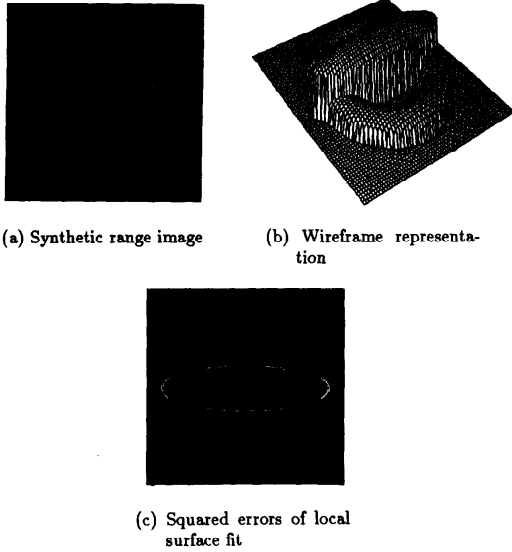 (a) Synthetic range image
(b) Wireframe representa-
tion
(c) Squared errors of local
surface fit